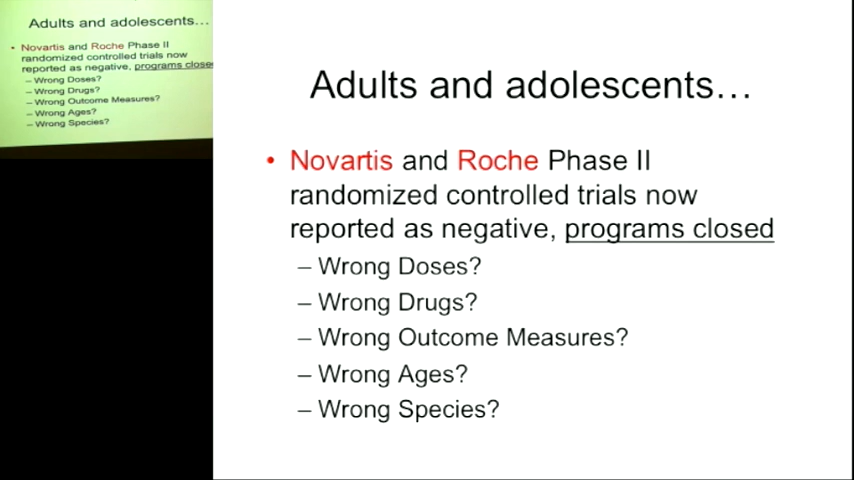 Adults and adolescents…
• Novartis and Roche Phase II
randomized controlled trials now
reported as negative, programs closed
– Wrong Doses?
– Wrong Drugs?
– Wrong Outcome Measures?
– Wrong Ages?
– Wrong Species?
Adults and adolescents…
• Novartis and Roche Phase II
randomized controlled trials now
reported as negative, programs closed
– Wrong Doses?
– Wrong Drugs?
– Wrong Outcome Measures?
– Wrong Ages?
– Wrong Species?